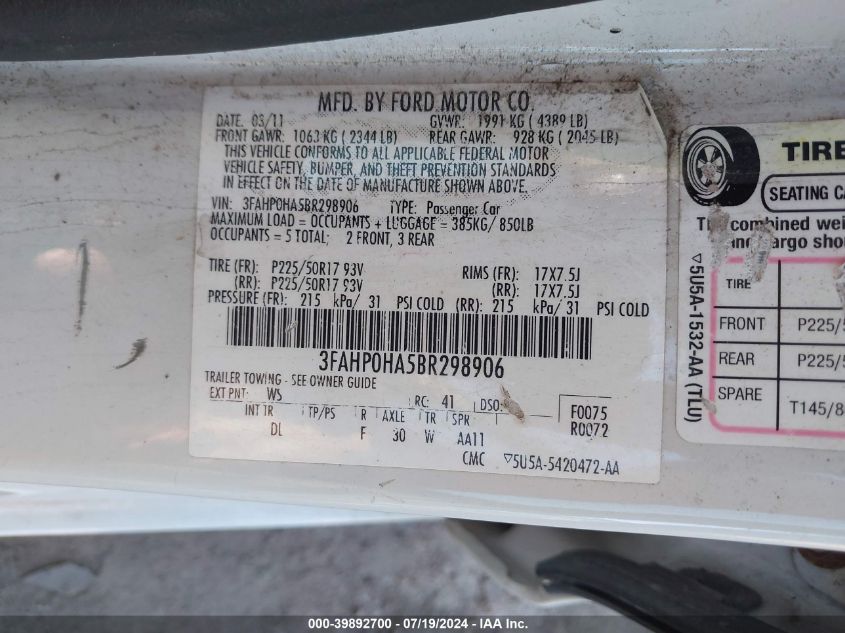 MFD. BY FORD MOTOR CO.
DATE: 03/11 GVWR: 1991 KG ( 4389 LB)
FRONT GAWR: 1063 KG ( 2344 LB) REAR GAWR: 928 KG ( 2045 LB)
THIS VEHICLE CONFORMS TO ALL APPLICABLE FEDERAL MOTOR
VEHICLE SAFETY, BUMPER, AND THEFT PREVENTION STANDARDS
IN EFFECT ON THE DATE OF MANUFACTURE SHOWN ABOVE.
VIN: 3FAHP0HA5BR298906 TYPE: Passenger Car
MAXIMUM LOAD = OCCUPANTS + LUGGAGE = 385KG/ 850LB
OCCUPANTS = 5 TOTAL; 2 FRONT, 3 REAR
TIRE (FR): P225/50R17 93V RIMS (FR): 17X7.5J
(RR): P225/50R17 93V (RR): 17X7.5J
PRESSURE (FR): 215 kPa/ 31 PSI COLD (RR): 215 kPa/ 31 PSI COLD
3FAHP0HA5BR298906
TRAILER TOWING - SEE OWNER GUIDE
EXT PNT: WS RC: 41 DSO:
INT TR TP/PS R AXLE TR SPR
DL F 30 W AA11
F0075
R0072
CMC ▽5U5A-5420472-AA
TIRE
SEATING CA
The combined wei
and cargo shou
TIRE
FRONT P225/5
REAR P225/5
SPARE T145/8
▽5U5A-1532-AA (TLU)
000-39892700 - 07/19/2024 - IAAI.com